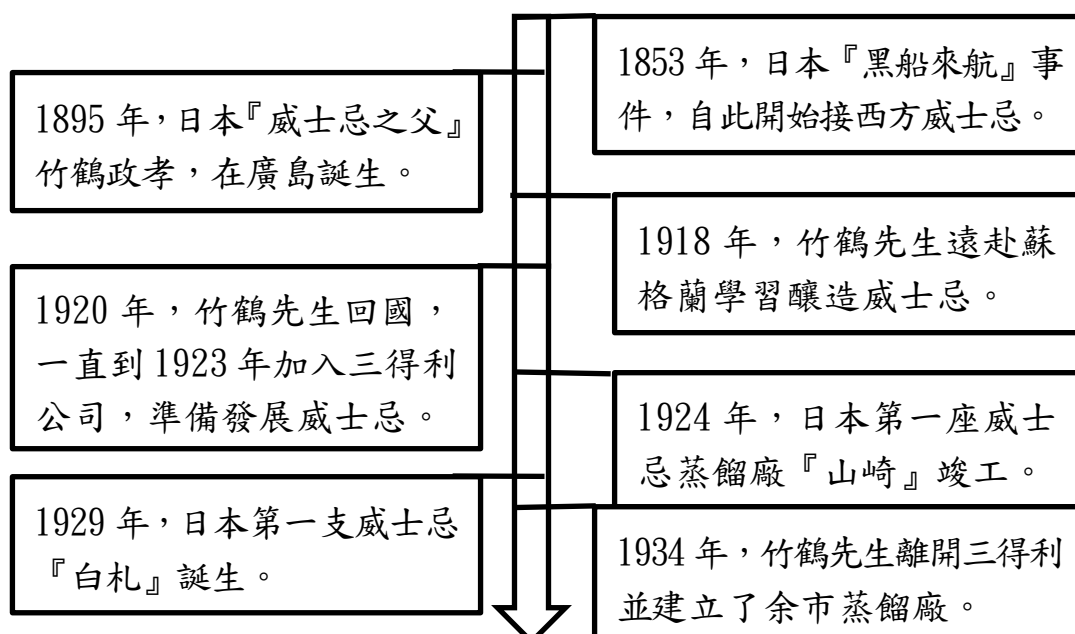 1853 年，日本『黑船來航』事
件，自此開始接西方威士忌。
1895 年，日本『威士忌之父』
竹鶴政孝，在廣島誕生。
1918 年，竹鶴先生遠赴蘇
格蘭學習釀造威士忌。
1920 年，竹鶴先生回國，
一直到 1923 年加入三得利
公司，準備發展威士忌。
1924 年，日本第一座威士
忌蒸餾廠『山崎』竣工。
1929 年，日本第一支威士忌
『白札』誕生。
1934 年，竹鶴先生離開三得利
並建立了余市蒸餾廠。